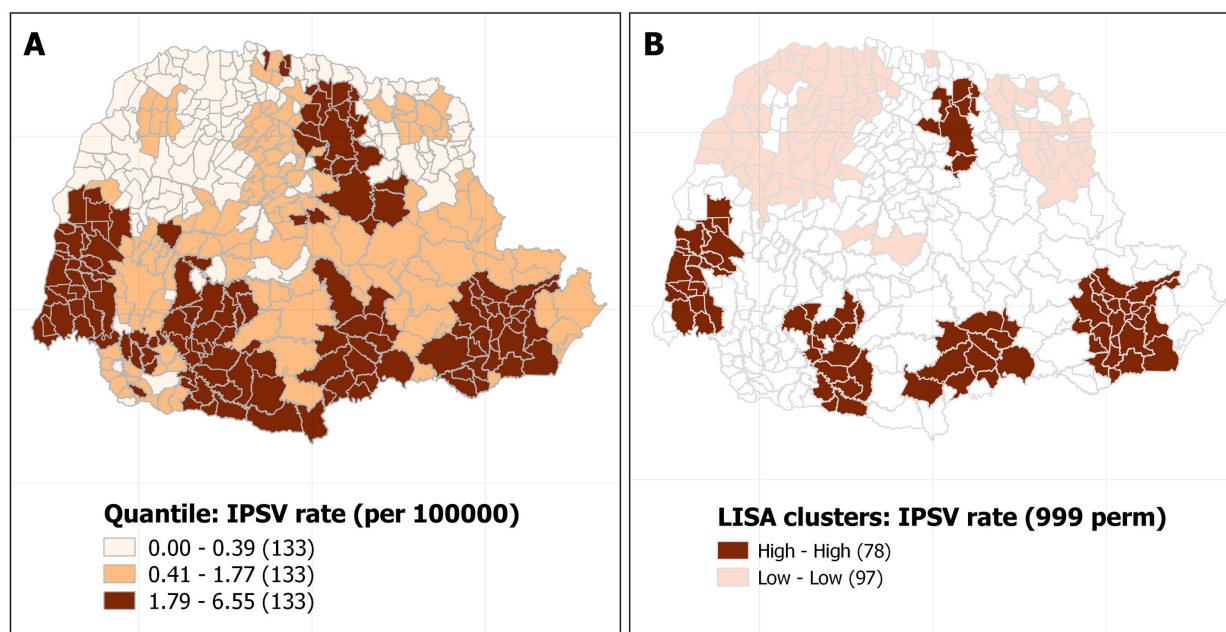 A
Quantile: IPSV rate (per 100000)
0.00 - 0.39 (133)
0.41 - 1.77 (133)
1.79 - 6.55 (133)
B
LISA clusters: IPSV rate (999 perm)
High - High (78)
Low - Low (97)